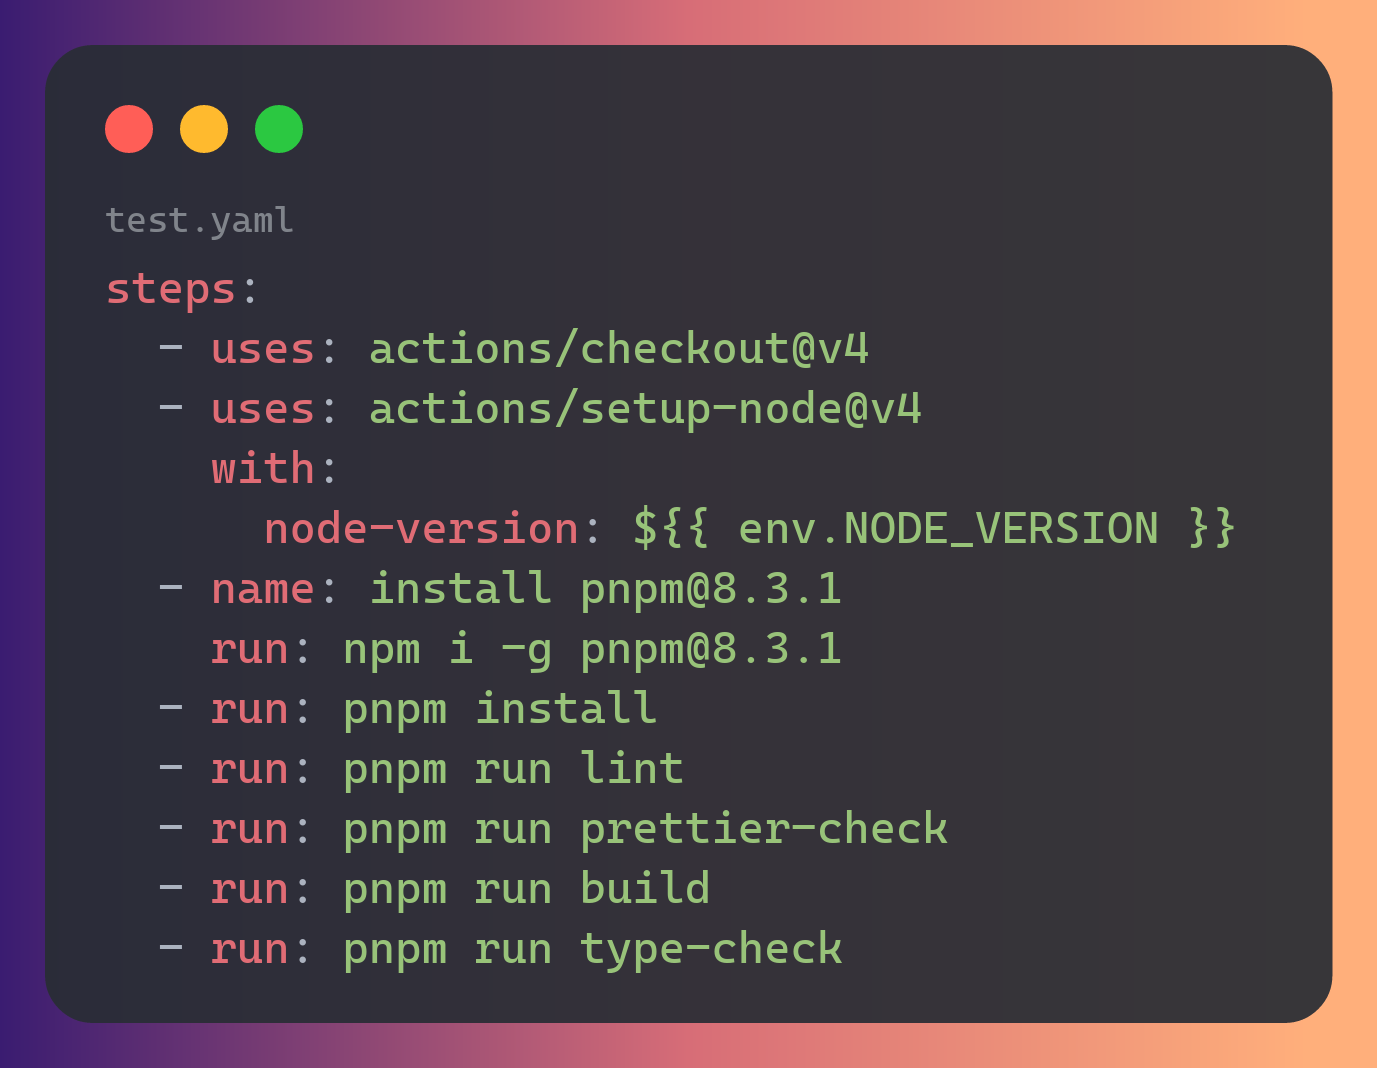 test.yaml
steps:
  - uses: actions/checkout@v4
  - uses: actions/setup-node@v4
    with:
      node-version: ${{ env.NODE_VERSION }}
  - name: install pnpm@8.3.1
    run: npm i -g pnpm@8.3.1
  - run: pnpm install
  - run: pnpm run lint
  - run: pnpm run prettier-check
  - run: pnpm run build
  - run: pnpm run type-check